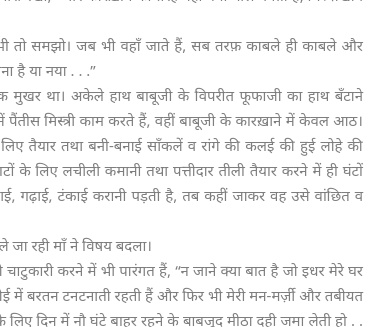 भी तो समझो। जब भी वहाँ जाते हैं, सब तरफ़ काबले ही काबले और
ना है या नया . . .”
क मुखर था। अकेले हाथ बाबूजी के विपरीत फूफाजी का हाथ बँटाने
में पैंतीस मिस्त्री काम करते हैं, वहीं बाबूजी के कारख़ाने में केवल आठ।
लिए तैयार तथा बनी-बनाई साँकलें व रांगे की कलई की हुई लोहे की
ाटों के लिए लचीली कमानी तथा पत्तीदार तीली तैयार करने में ही घंटों
ाई, गढ़ाई, टंकाई करानी पड़ती है, तब कहीं जाकर वह उसे वांछित व
ले जा रही माँ ने विषय बदला।
ी चाटुकारी करने में भी पारंगत हैं, “न जाने क्या बात है जो इधर मेरे घर
ोई में बरतन टनटनाती रहती हैं और फिर भी मेरी मन-मर्ज़ी और तबीयत
के लिए दिन में नौ घंटे बाहर रहने के बाबजूद मीठा दही जमा लेती हो . .